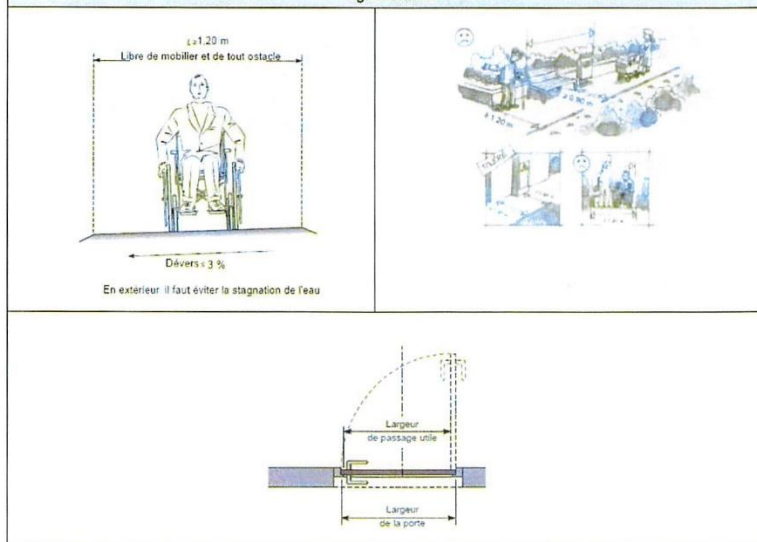 ≥1,20 m
Libre de mobilier et de tout ostacle
Dévers ≤ 3 %
En extérieur il faut éviter la stagnation de l'eau
≥ 1.20 m
≥ 0.90 m
Largeur
de passage utile
Largeur
de la porte